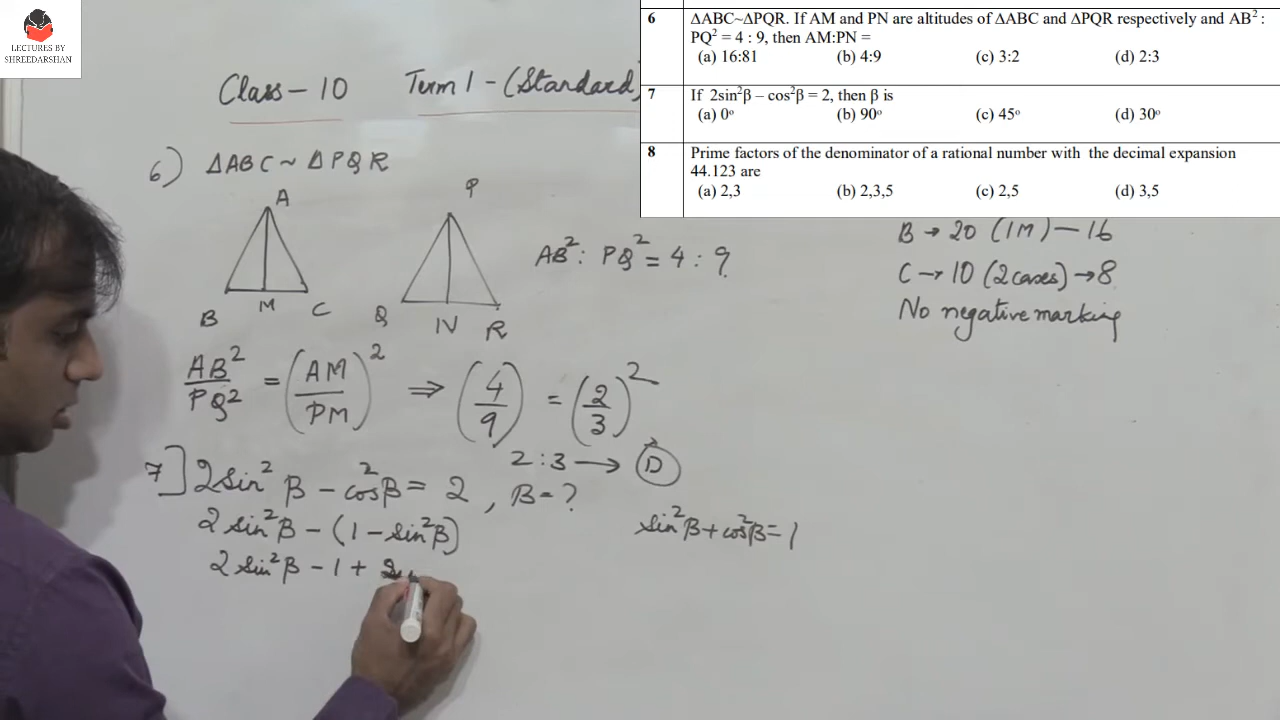 LECTURES BY
SHREEDARSHAN
Class - 10 Term 1 - (Standard)
6 ΔABC~ΔPQR. If AM and PN are altitudes of ΔABC and ΔPQR respectively and AB² :
PQ² = 4 : 9, then AM:PN =
(a) 16:81 (b) 4:9 (c) 3:2 (d) 2:3
7 If 2sin²β – cos²β = 2, then β is
(a) 0º (b) 90º (c) 45º (d) 30º
8 Prime factors of the denominator of a rational number with the decimal expansion
44.123 are
(a) 2,3 (b) 2,3,5 (c) 2,5 (d) 3,5
B → 20 (1M) — 16
C → 10 (2 cases) → 8
No negative marking
6) ΔABC ~ ΔPQR
A P
B M C Q N R
AB² : PQ² = 4 : 9
AB²/PQ² = (AM/PM)² ⇒ (4/9) = (2/3)²
2 : 3 → D
7] 2sin²β - cos²β = 2, β = ?
2 sin²β - (1 - sin²β) sin²β + cos²β = 1
2 sin²β - 1 +